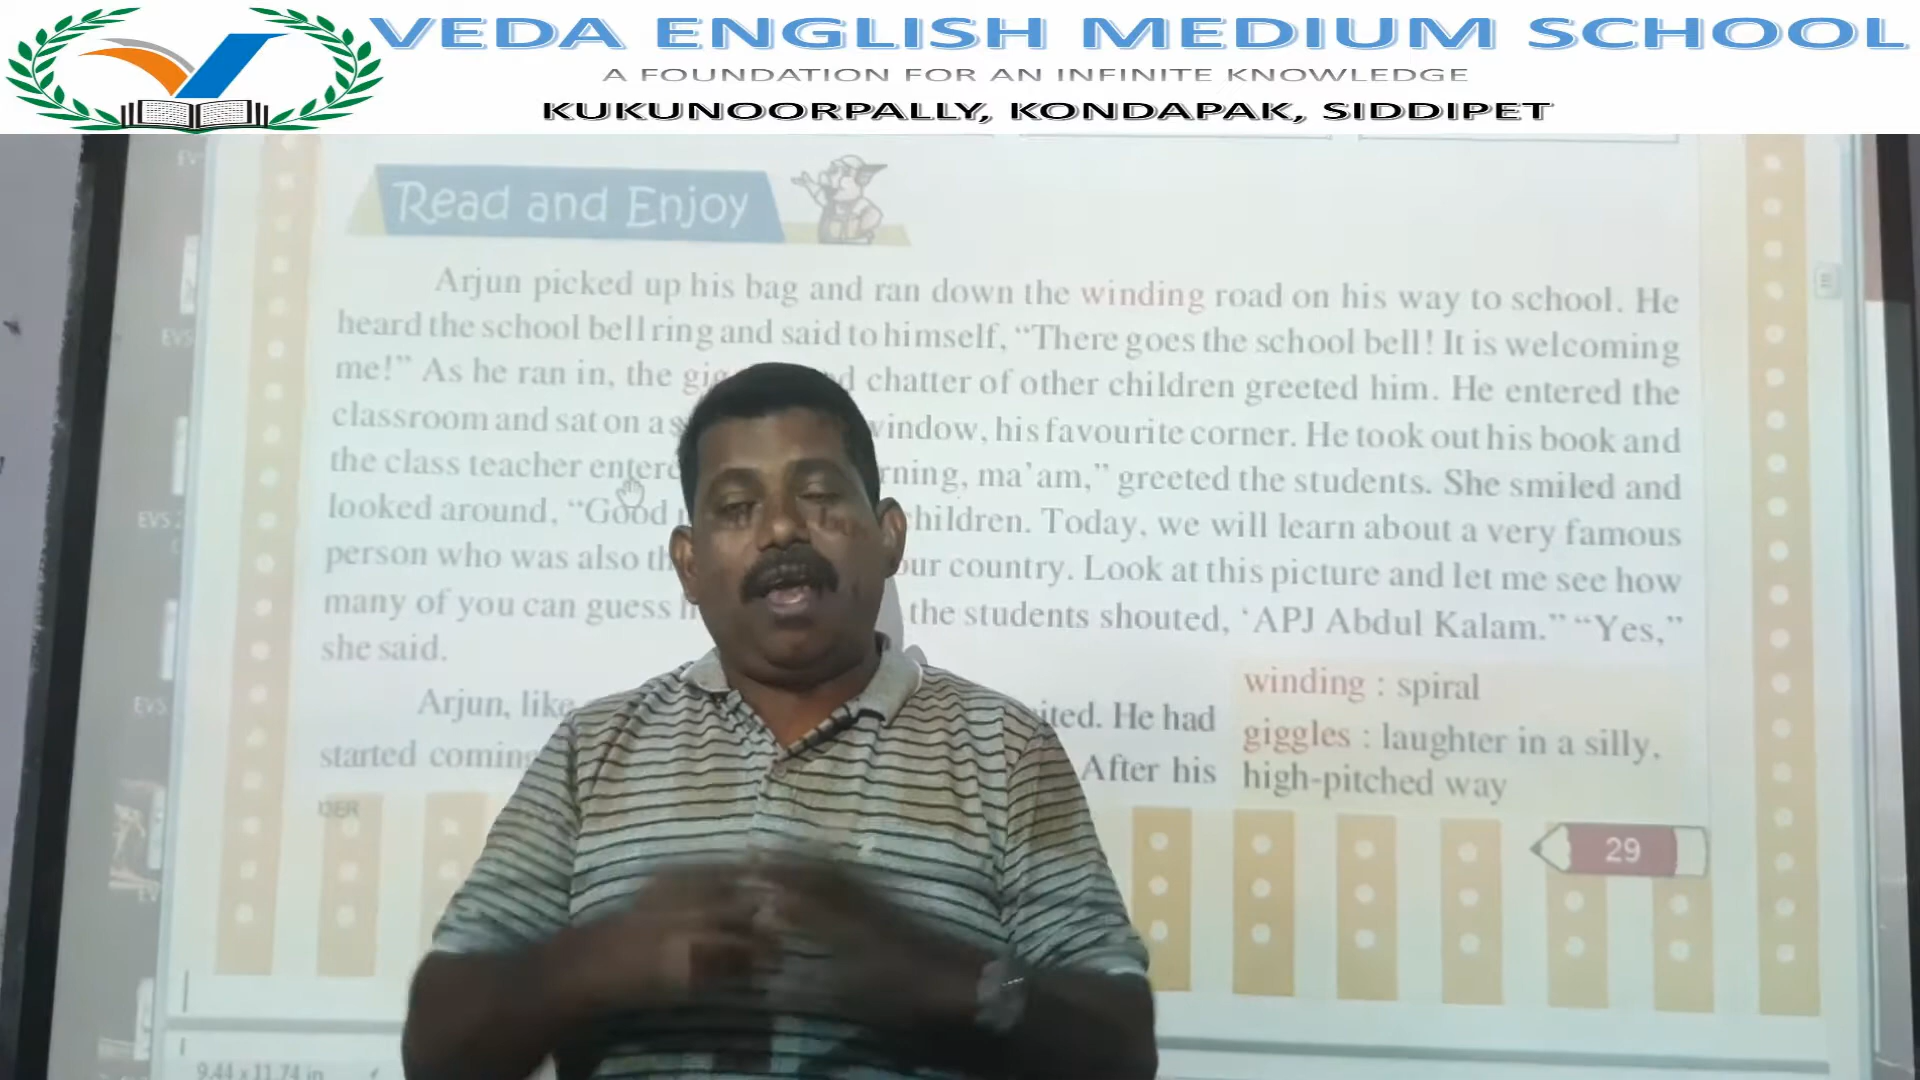 VEDA ENGLISH MEDIUM SCHOOL
A FOUNDATION FOR AN INFINITE KNOWLEDGE
KUKUNOORPALLY, KONDAPAK, SIDDIPET
Read and Enjoy
Arjun picked up his bag and ran down the winding road on his way to school. He
heard the school bell ring and said to himself, “There goes the school bell! It is welcoming
me!” As he ran in, the chatter of other children greeted him. He entered the
classroom and sat on a window, his favourite corner. He took out his book and
the class teacher ma’am,” greeted the students. She smiled and
looked around, “Good children. Today, we will learn about a very famous
person who was also our country. Look at this picture and let me see how
many of you can guess the students shouted, ‘APJ Abdul Kalam.” “Yes,”
she said.
Arjun, like He had
started After his
winding : spiral
giggles : laughter in a silly,
high-pitched way
29
9.44 x 11.74 in